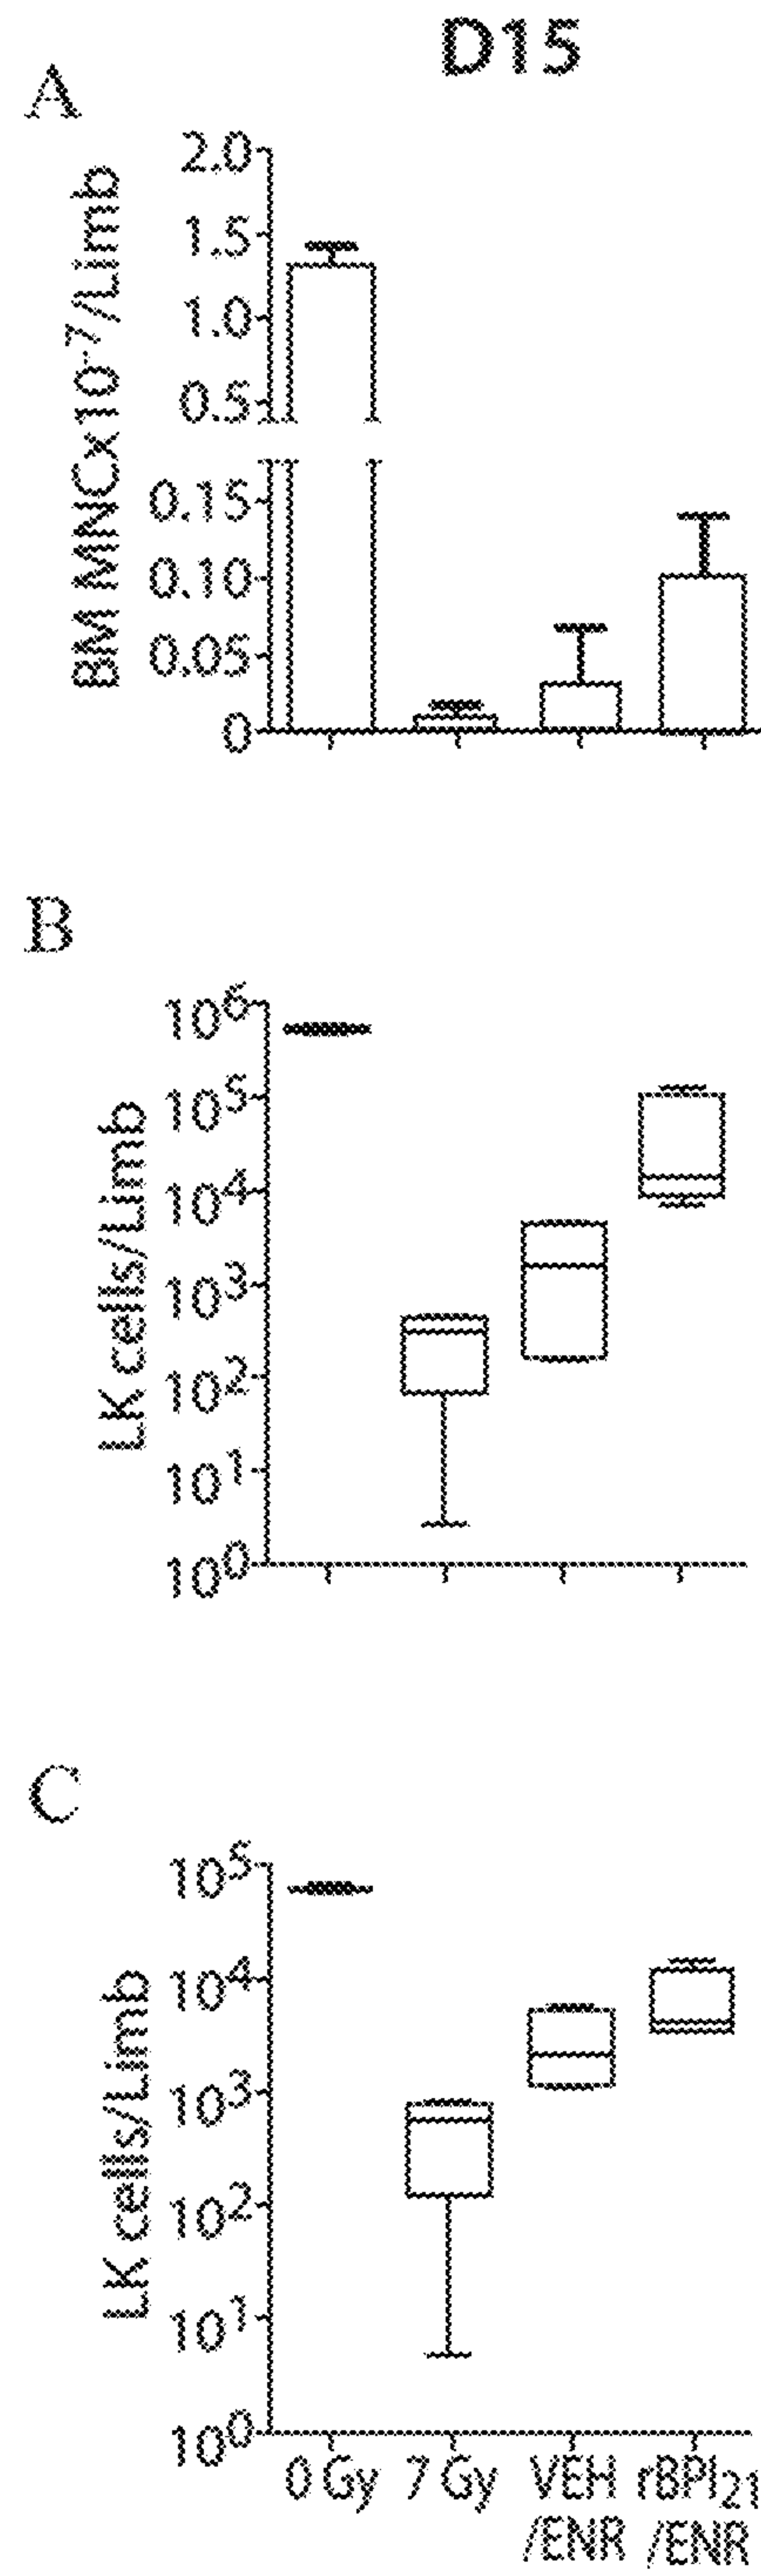 D15
A
BM MNCx10⁻⁷/Limb
2.0
1.5
1.0
0.5
0.15
0.10
0.05
0
B
LK cells/Limb
10⁶
10⁵
10⁴
10³
10²
10¹
10⁰
C
LK cells/Limb
10⁵
10⁴
10³
10²
10¹
10⁰
0 Gy 7 Gy VEH rBPI₂₁
/ENR /ENR